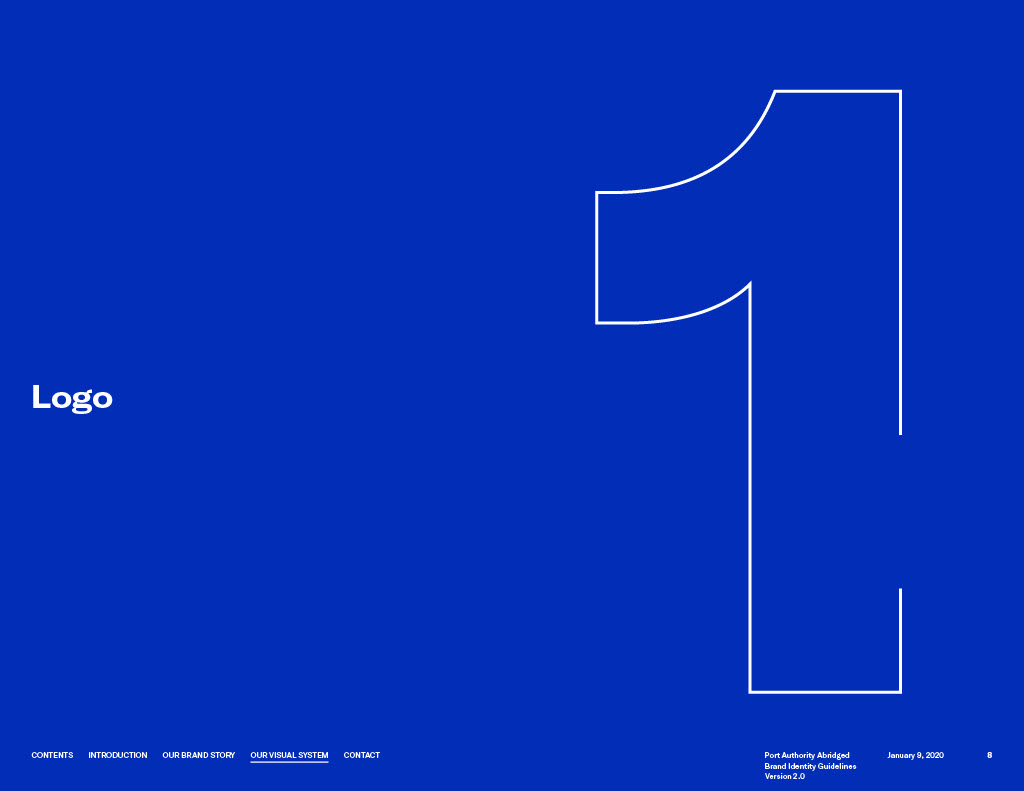 1
Logo
CONTENTS INTRODUCTION OUR BRAND STORY OUR VISUAL SYSTEM CONTACT
Port Authority Abridged January 9, 2020 8
Brand Identity Guidelines
Version 2.0